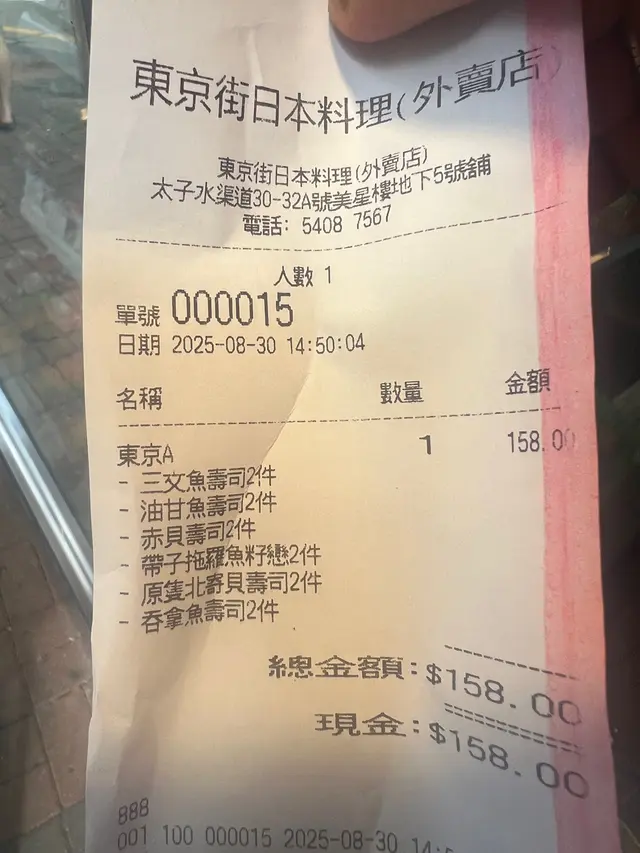 東京街日本料理(外賣店)
東京街日本料理(外賣店)
太子水渠道30-32A號美星樓地下5號舖
電話: 5408 7567
人數 1
單號 000015
日期 2025-08-30 14:50:04
名稱 數量 金額
東京A 1 158.00
- 三文魚壽司2件
- 油甘魚壽司2件
- 赤貝壽司2件
- 帶子拖羅魚籽戀2件
- 原隻北寄貝壽司2件
- 吞拿魚壽司2件
總金額:$158.00
現金:$158.00
888
001 100 000015 2025-08-30 14:5